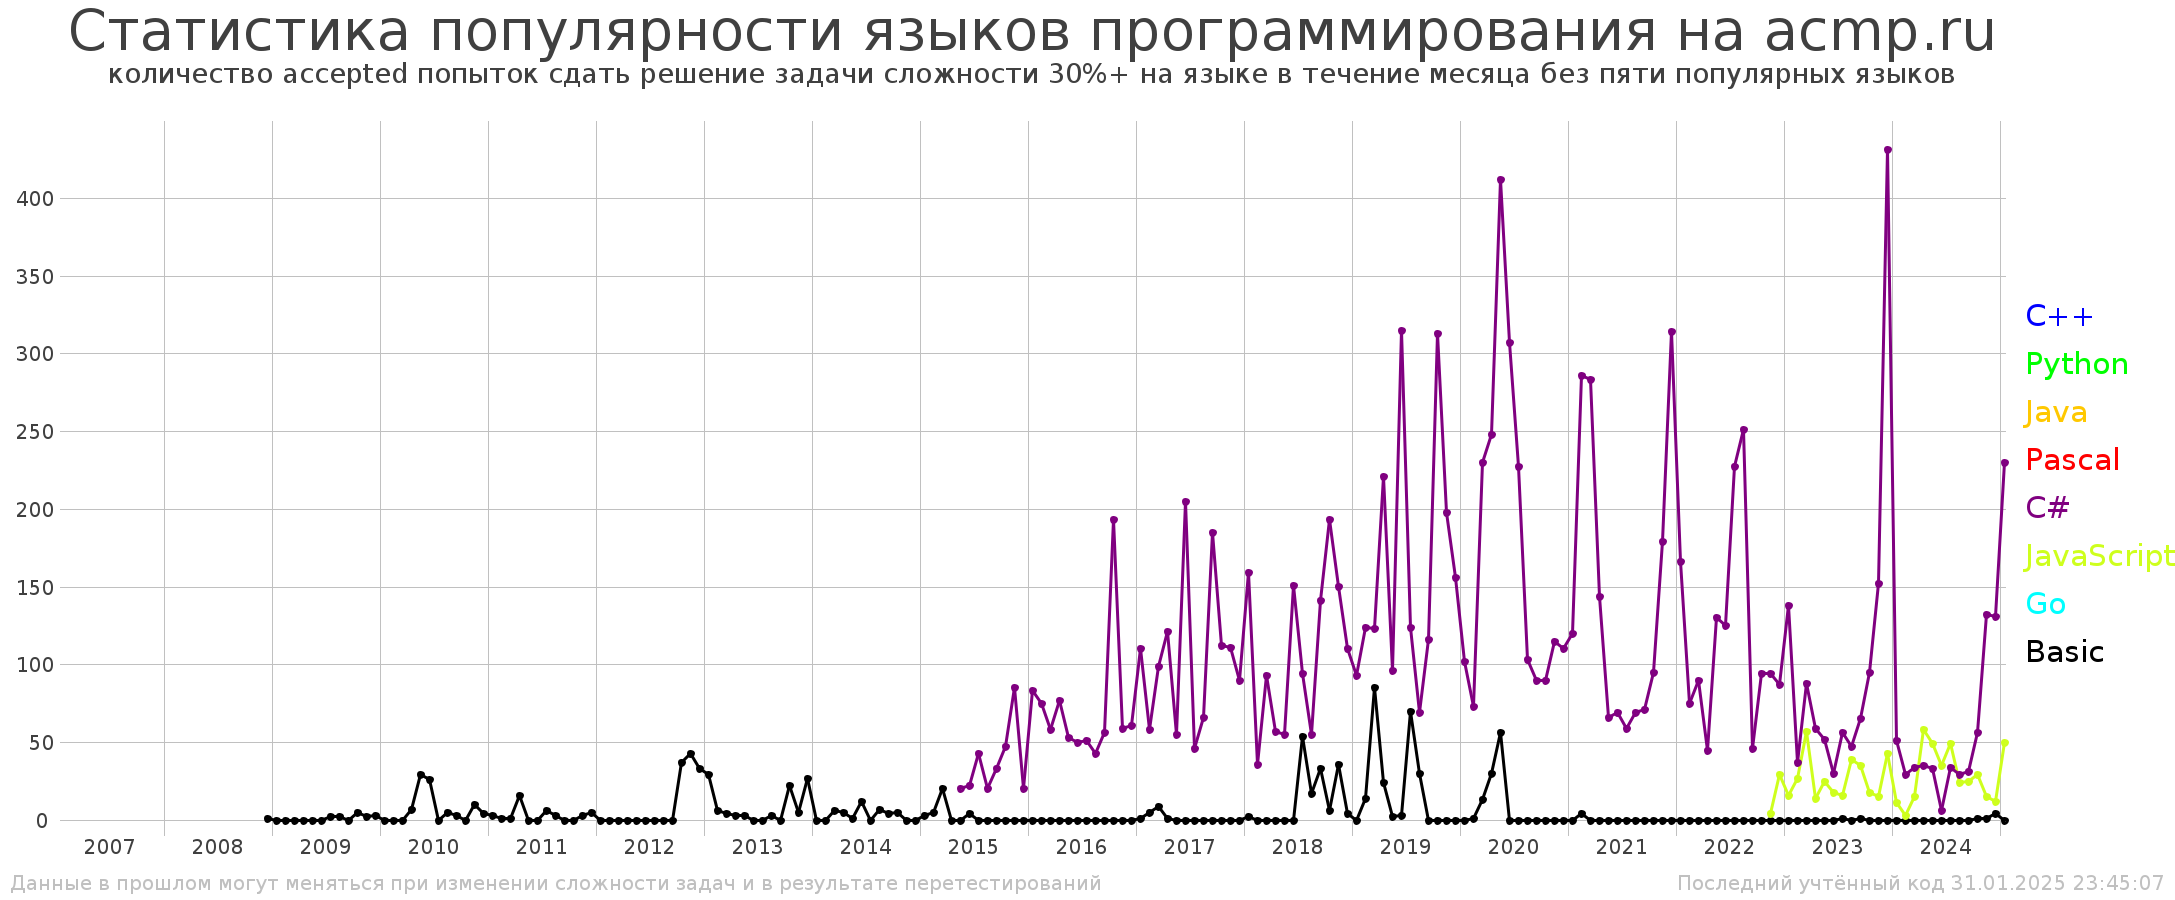 Статистика популярности языков программирования на acmp.ru
количество accepted попыток сдать решение задачи сложности 30%+ на языке в течение месяца без пяти популярных языков
400
350
300
250
200
150
100
50
0
2007 2008 2009 2010 2011 2012 2013 2014 2015 2016 2017 2018 2019 2020 2021 2022 2023 2024
C++
Python
Java
Pascal
C#
JavaScript
Go
Basic
Данные в прошлом могут меняться при изменении сложности задач и в результате перетестирований
Последний учтённый код 31.01.2025 23:45:07